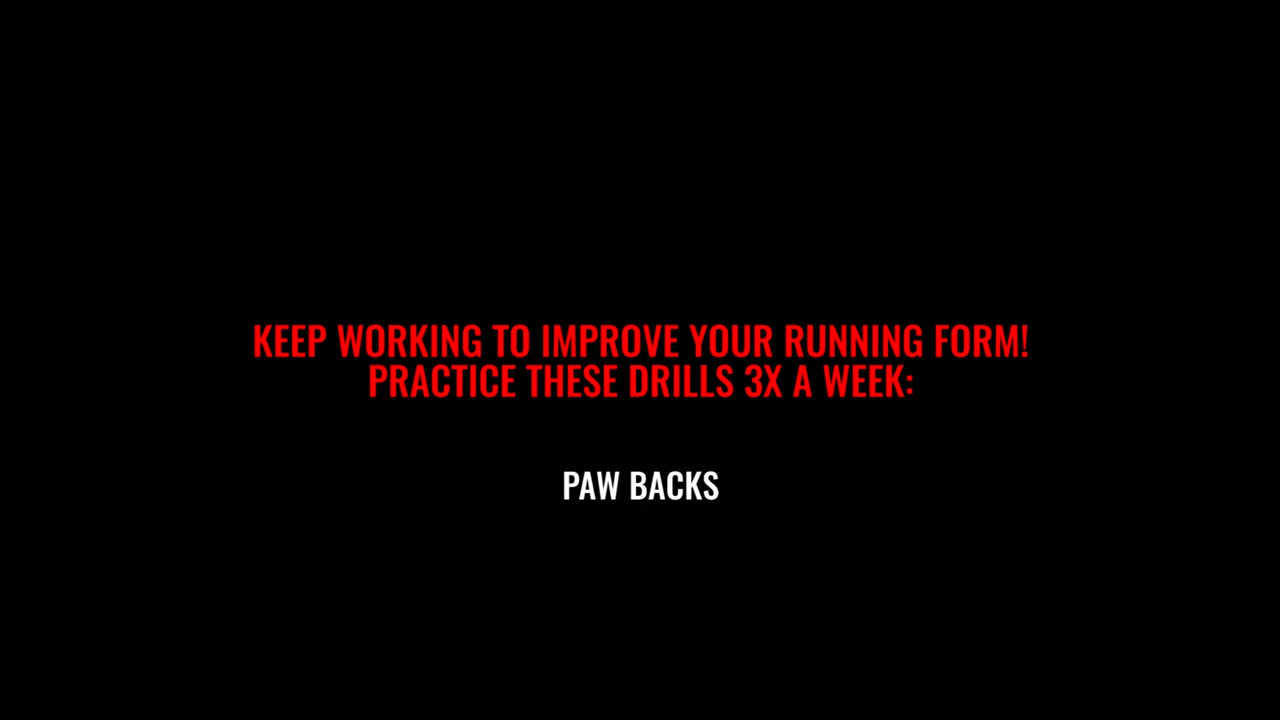 KEEP WORKING TO IMPROVE YOUR RUNNING FORM!
PRACTICE THESE DRILLS 3X A WEEK:
PAW BACKS